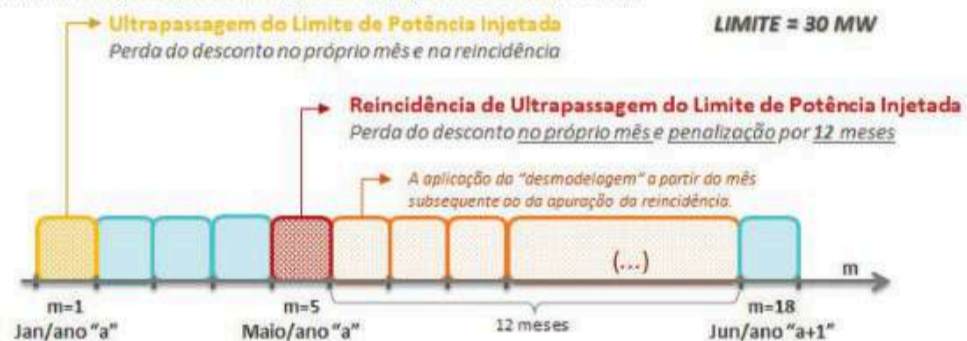 Ultrapassagem do Limite de Potência Injetada
LIMITE = 30 MW
Perda do desconto no próprio mês e na reincidência
Reincidência de Ultrapassagem do Limite de Potência Injetada
Perda do desconto no próprio mês e penalização por 12 meses
A aplicação da "desmodelagem" a partir do mês
subsequente ao da apuração da reincidência.
(...)
m
m=1
m=5
12 meses
m=18
Jan/ano "a"
Maio/ano "a"
Jun/ano "a+1"